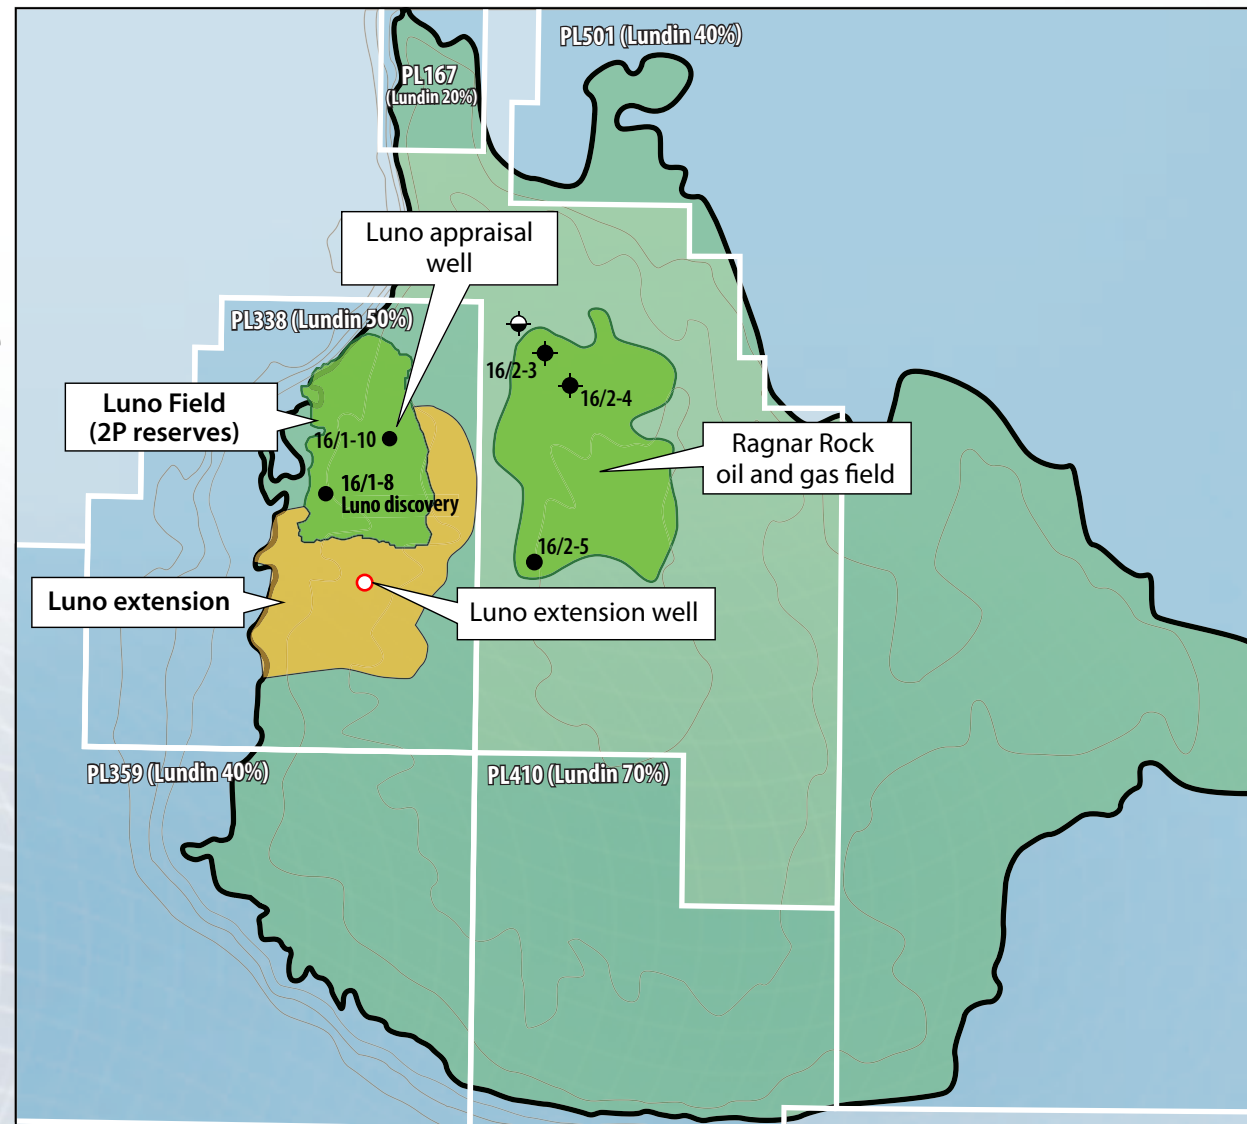 PL501 (Lundin 40%)
PL167
(Lundin 20%)
Luno appraisal
well
PL338 (Lundin 50%)
16/2-3
16/2-4
Luno Field
(2P reserves)
16/1-10
Ragnar Rock
oil and gas field
16/1-8
Luno discovery
16/2-5
Luno extension
Luno extension well
PL359 (Lundin 40%)
PL410 (Lundin 70%)